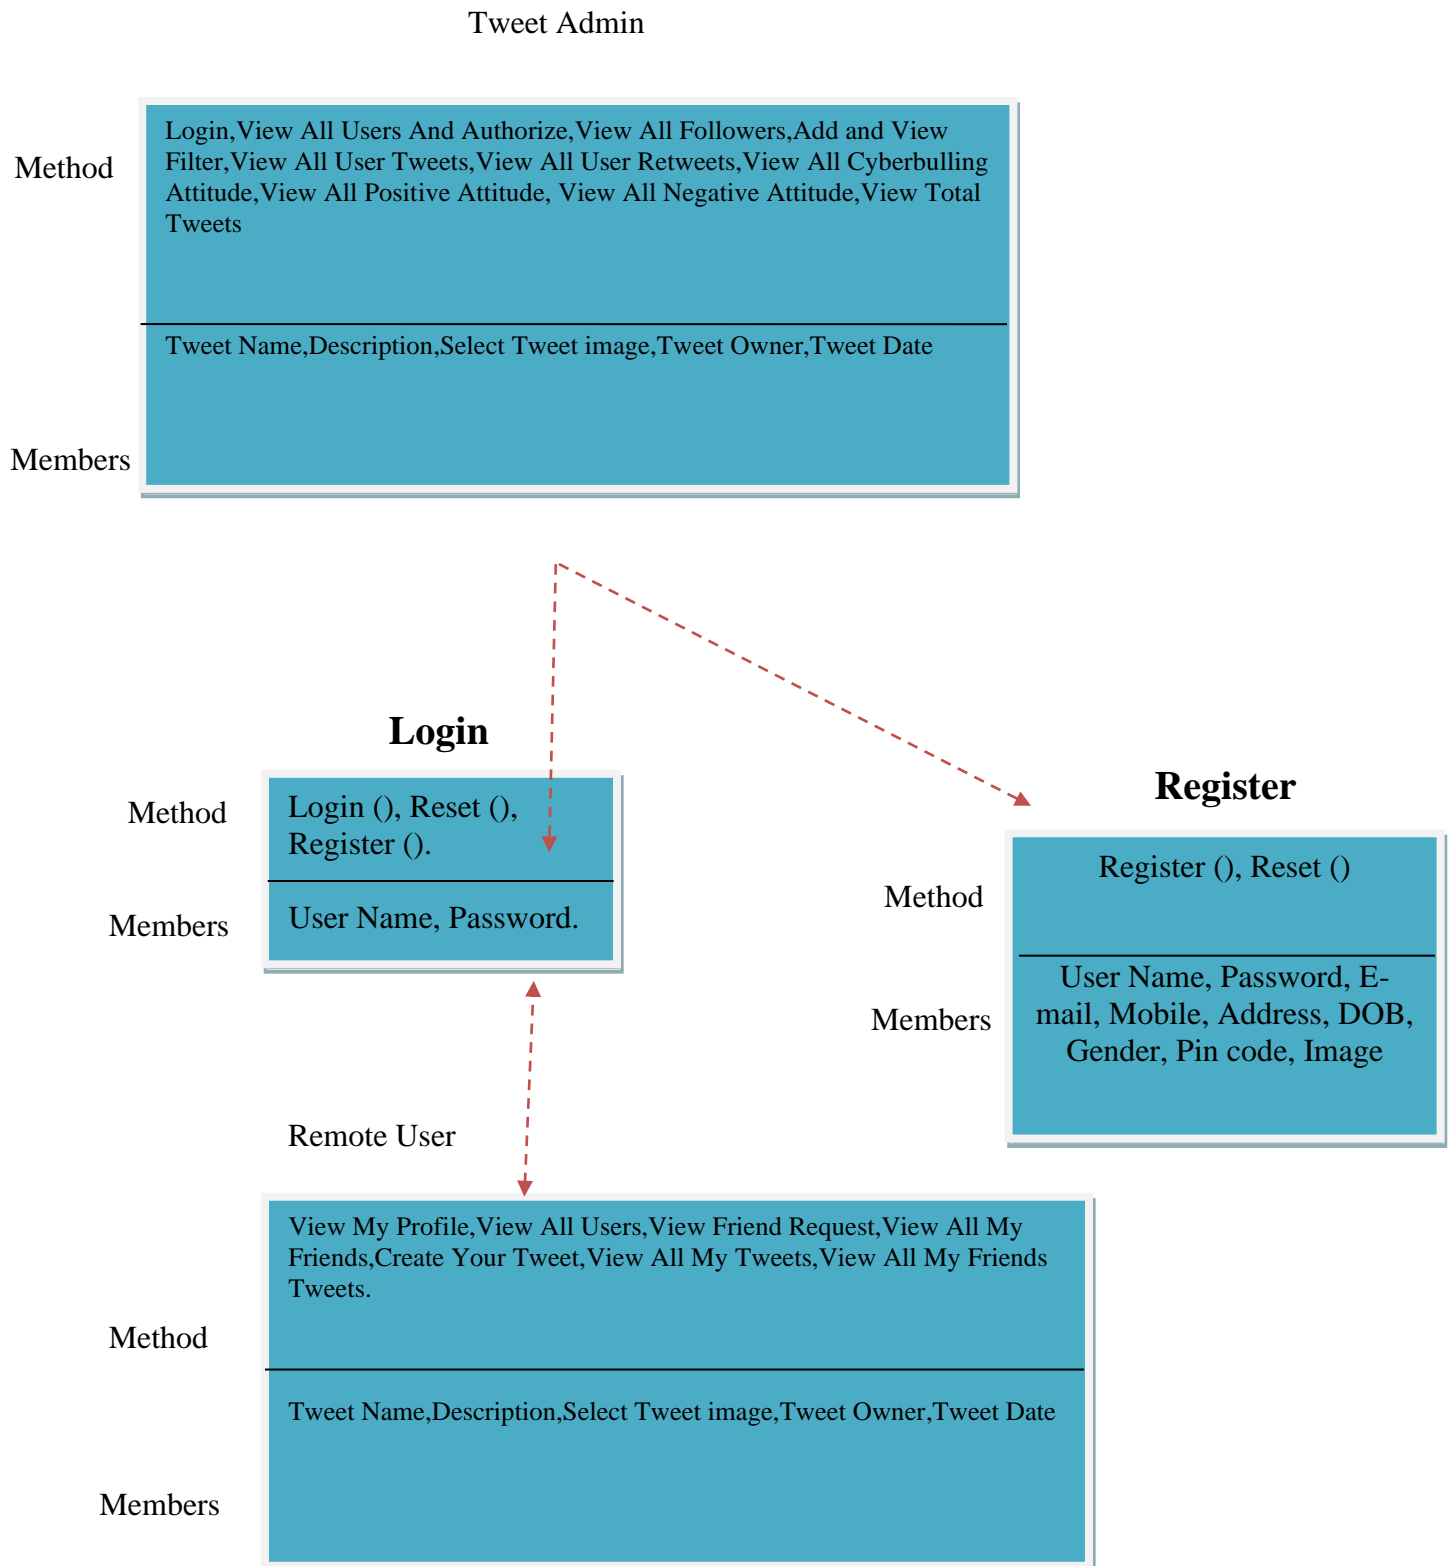 Tweet Admin
Method
Login,View All Users And Authorize,View All Followers,Add and View
Filter,View All User Tweets,View All User Retweets,View All Cyberbulling
Attitude,View All Positive Attitude, View All Negative Attitude,View Total
Tweets
Members
Tweet Name,Description,Select Tweet image,Tweet Owner,Tweet Date
Login
Method
Login (), Reset (),
Register ().
Members
User Name, Password.
Register
Method
Register (), Reset ()
Members
User Name, Password, E-
mail, Mobile, Address, DOB,
Gender, Pin code, Image
Remote User
Method
View My Profile,View All Users,View Friend Request,View All My
Friends,Create Your Tweet,View All My Tweets,View All My Friends
Tweets.
Members
Tweet Name,Description,Select Tweet image,Tweet Owner,Tweet Date